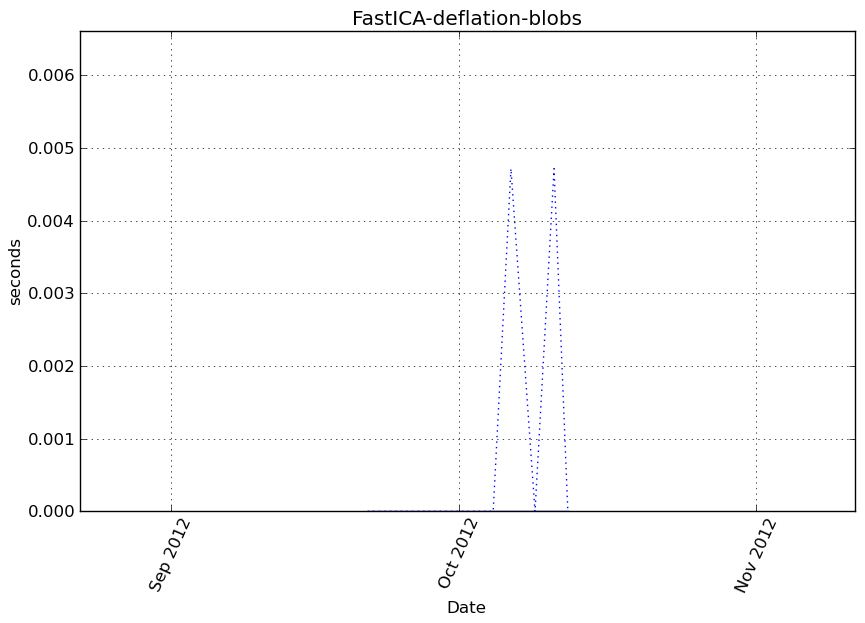 FastICA-deflation-blobs
0.006
0.005
0.004
0.003
0.002
0.001
0.000
seconds
Sep 2012
Oct 2012
Nov 2012
Date